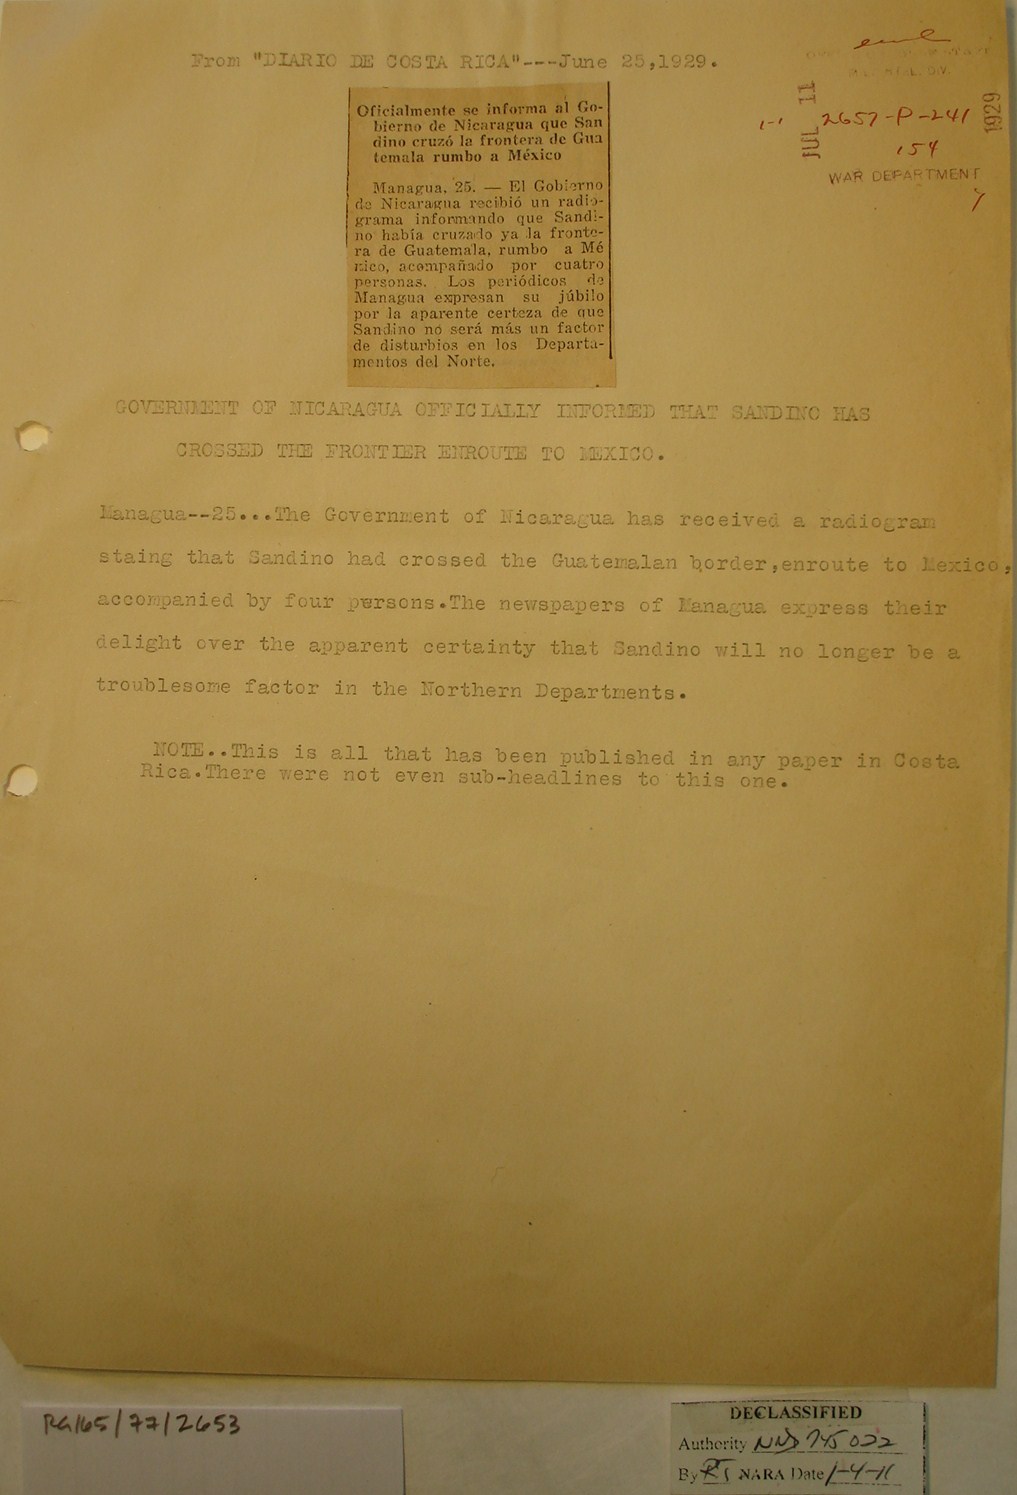 From "DIARIO DE COSTA RICA"---June 25,1929.
JUL 11 1929
1-1 2657-P-241
154
WAR DEPARTMENT
Y
Oficialmente se informa al Go-
bierno de Nicaragua que San
dino cruzó la frontera de Gua
temala rumbo a México
Managua, 25. — El Gobierno
de Nicaragua recibió un radio-
grama informando que Sandi-
no había cruzado ya la fronte-
ra de Guatemala, rumbo a Mé
xico, acompañado por cuatro
personas. Los periódicos de
Managua expresan su júbilo
por la aparente certeza de que
Sandino no será más un factor
de disturbios en los Departa-
mentos del Norte.
GOVERNMENT OF NICARAGUA OFFICIALLY INFORMED THAT SANDINO HAS
CROSSED THE FRONTIER ENROUTE TO MEXICO.
Managua--25...The Government of Nicaragua has received a radiogram
staing that Sandino had crossed the Guatemalan border,enroute to Mexico,
accompanied by four persons.The newspapers of Managua express their
delight over the apparent certainty that Sandino will no longer be a
troublesome factor in the Northern Departments.
NOTE..This is all that has been published in any paper in Costa
Rica.There were not even sub-headlines to this one.
RG165/77/2653
DECLASSIFIED
Authority NND 745022
By RT NARA Date 1-4-11